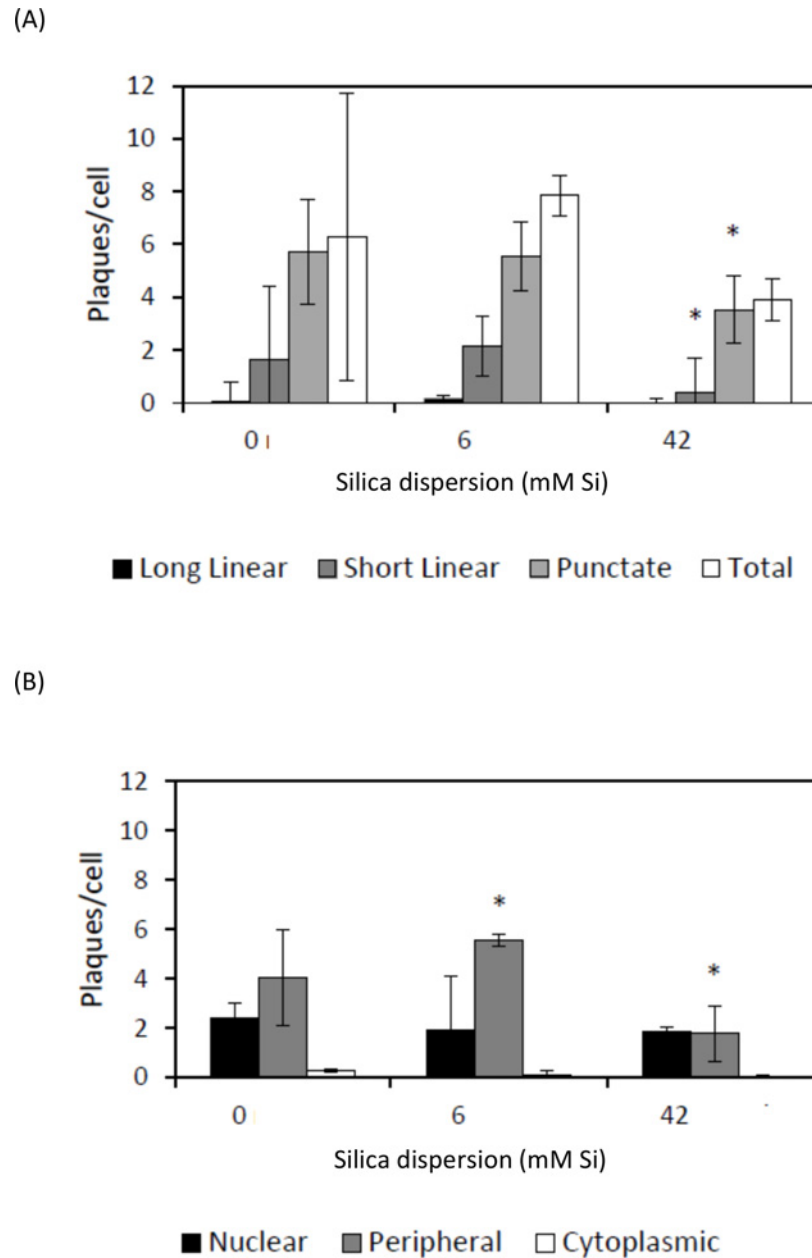 (A)
12
10
8
6
4
2
0
Plaques/cell
*
*
0 6 42
Silica dispersion (mM Si)
Long Linear Short Linear Punctate Total
(B)
12
10
8
6
4
2
0
Plaques/cell
*
*
0 6 42
Silica dispersion (mM Si)
Nuclear Peripheral Cytoplasmic